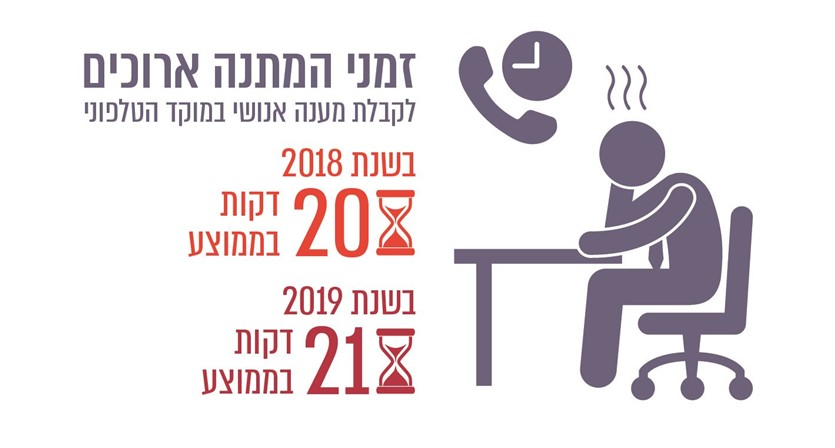 זמני המתנה ארוכים
לקבלת מענה אנושי במוקד הטלפוני
בשנת 2018
20 דקות
בממוצע
בשנת 2019
21 דקות
בממוצע